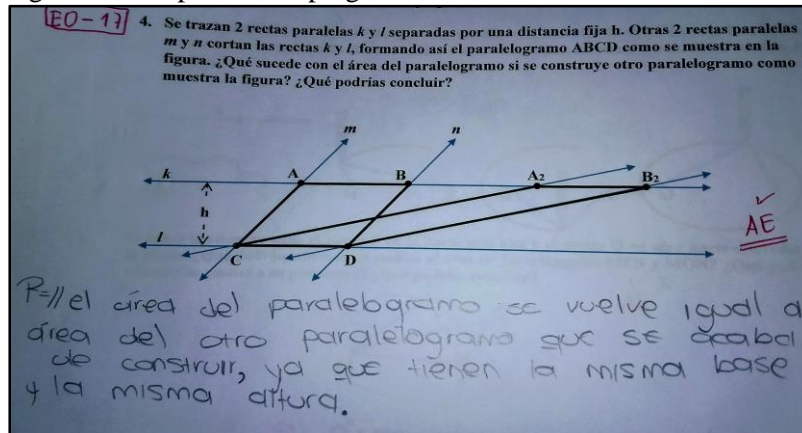 EO-17
4. Se trazan 2 rectas paralelas k y l separadas por una distancia fija h. Otras 2 rectas paralelas
m y n cortan las rectas k y l, formando así el paralelogramo ABCD como se muestra en la
figura. ¿Qué sucede con el área del paralelogramo si se construye otro paralelogramo como
muestra la figura? ¿Qué podrías concluir?
m n
k A B A2 B2
h
l C D
AE
R=// el área del paralelogramo se vuelve igual a
área del otro paralelogramo que se acaba
de construir, ya que tienen la misma base
y la misma altura.